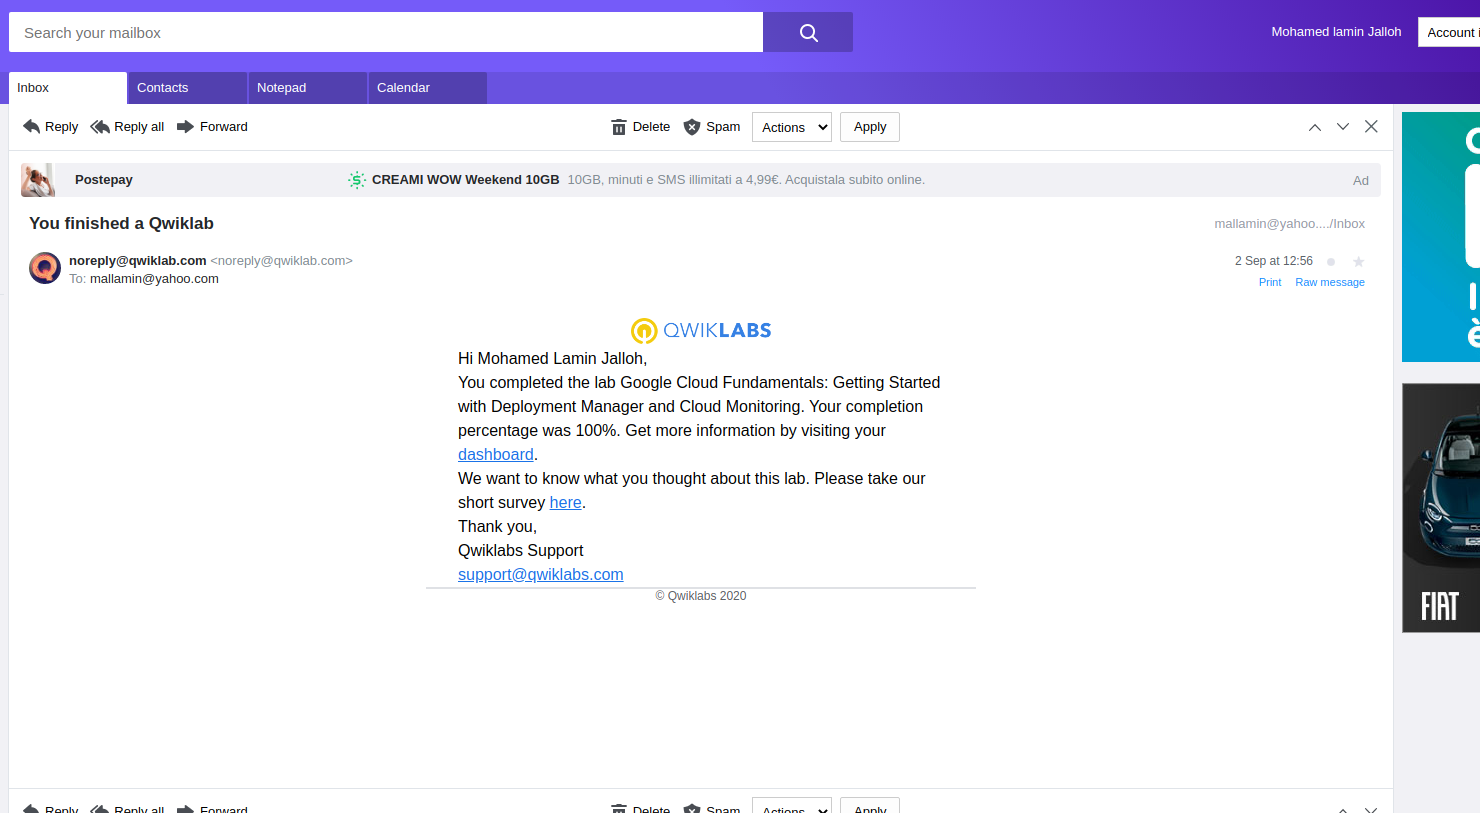 Search your mailbox
Mohamed lamin Jalloh
Account
Inbox
Contacts
Notepad
Calendar
Reply
Reply all
Forward
Delete
Spam
Actions
Apply
Postepay
CREAMI WOW Weekend 10GB 10GB, minuti e SMS illimitati a 4,99€. Acquistala subito online.
Ad
You finished a Qwiklab
mallamin@yahoo..../Inbox
noreply@qwiklab.com <noreply@qwiklab.com>
2 Sep at 12:56
To: mallamin@yahoo.com
Print
Raw message
QWIKLABS
Hi Mohamed Lamin Jalloh,
You completed the lab Google Cloud Fundamentals: Getting Started
with Deployment Manager and Cloud Monitoring. Your completion
percentage was 100%. Get more information by visiting your
dashboard.
We want to know what you thought about this lab. Please take our
short survey here.
Thank you,
Qwiklabs Support
support@qwiklabs.com
© Qwiklabs 2020
FIAT
Reply
Reply all
Forward
Delete
Spam
Actions
Apply